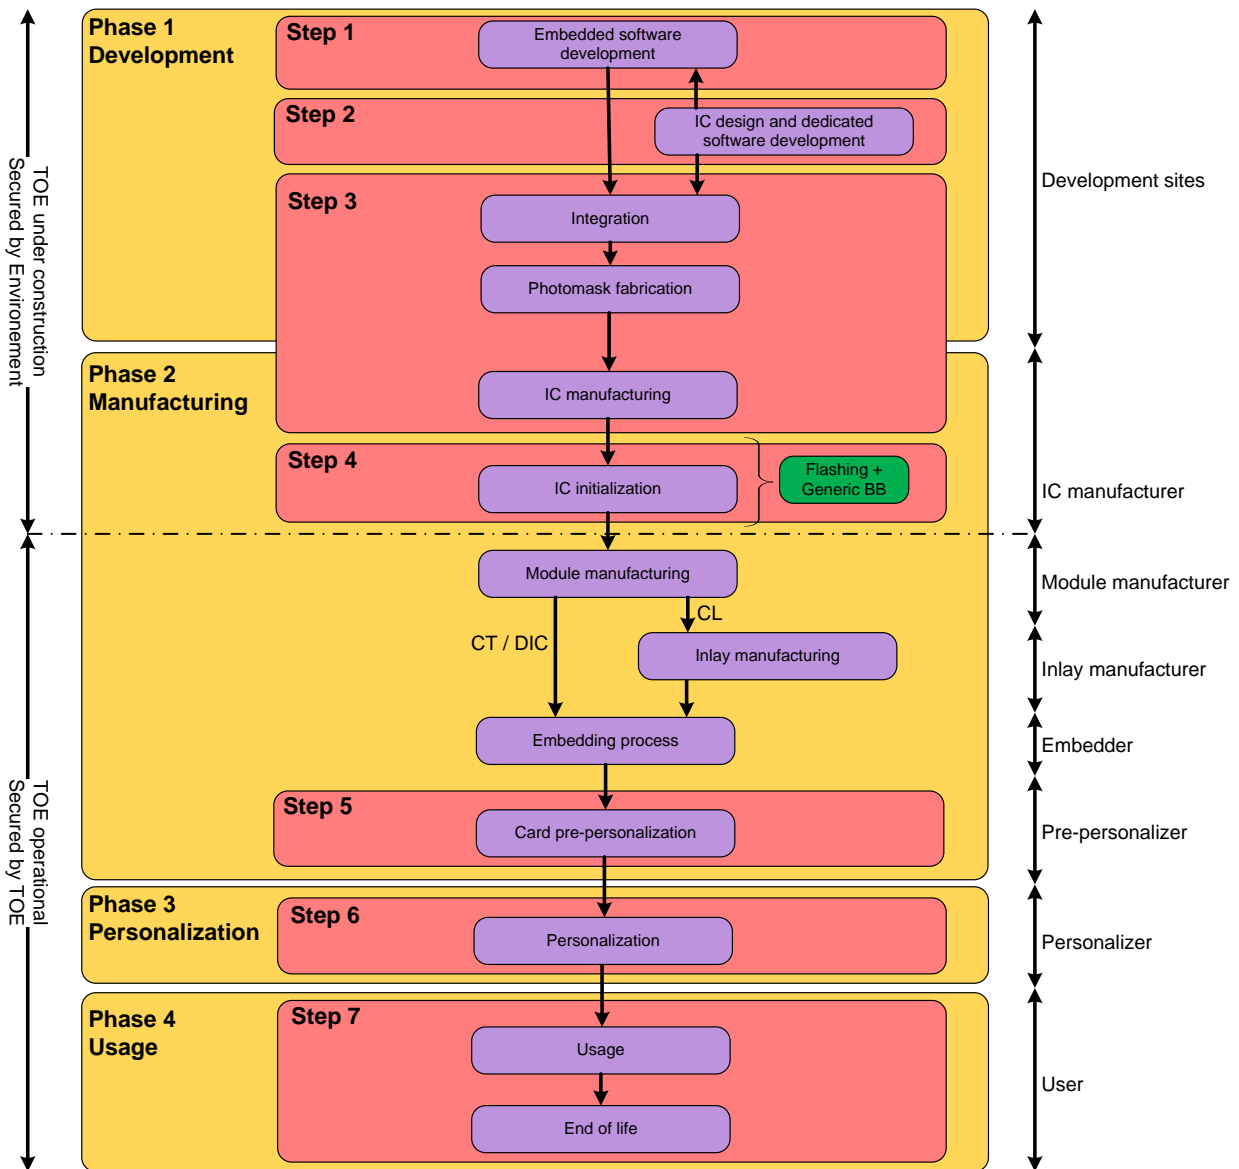 Phase 1
Development
Step 1
Embedded software
development
Step 2
IC design and dedicated
software development
Step 3
Integration
Photomask fabrication
Development sites
TOE under construction
Secured by Environement
Phase 2
Manufacturing
IC manufacturing
Step 4
IC initialization
Flashing +
Generic BB
IC manufacturer
Module manufacturing
Module manufacturer
CL
CT / DIC
Inlay manufacturing
Inlay manufacturer
Embedding process
Embedder
Step 5
Card pre-personalization
Pre-personalizer
TOE operational
Secured by TOE
Phase 3
Personalization
Step 6
Personalization
Personalizer
Phase 4
Usage
Step 7
Usage
User
End of life